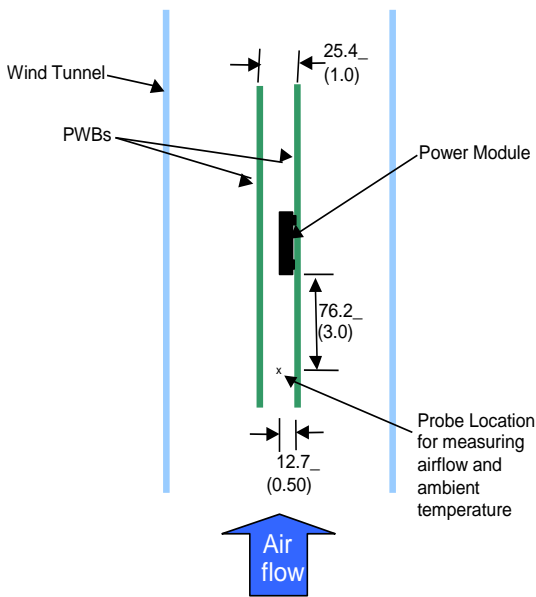 25.4_
(1.0)
Wind Tunnel
PWBs
Power Module
76.2_
(3.0)
x
Probe Location
for measuring
airflow and
ambient
temperature
12.7_
(0.50)
Air
flow